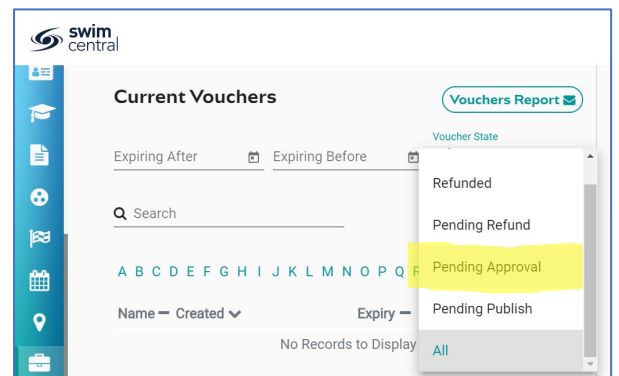 swim
central
Current Vouchers
Vouchers Report
Voucher State
Expiring After
Expiring Before
Refunded
Search
Pending Refund
A B C D E F G H I J K L M N O P Q R
Pending Approval
Name Created
Expiry
Pending Publish
No Records to Display
All